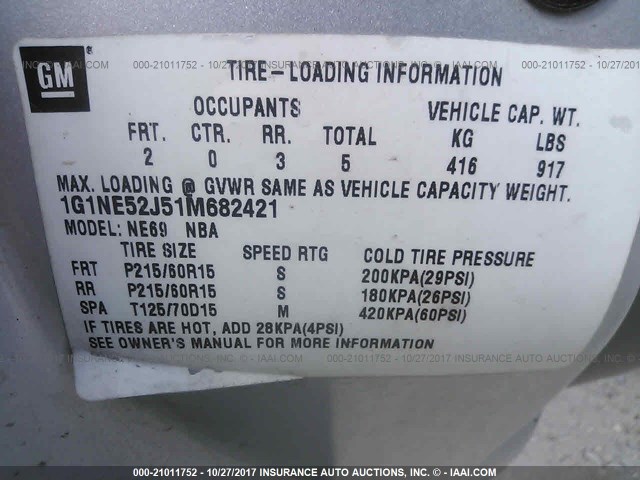 GM
TIRE-LOADING INFORMATION
OCCUPANTS VEHICLE CAP. WT.
FRT. CTR. RR. TOTAL KG LBS
2 0 3 5 416 917
MAX. LOADING @ GVWR SAME AS VEHICLE CAPACITY WEIGHT.
1G1NE52J51M682421
MODEL: NE69 NBA
TIRE SIZE SPEED RTG COLD TIRE PRESSURE
FRT P215/60R15 S 200KPA(29PSI)
RR P215/60R15 S 180KPA(26PSI)
SPA T125/70D15 M 420KPA(60PSI)
IF TIRES ARE HOT, ADD 28KPA(4PSI)
SEE OWNER'S MANUAL FOR MORE INFORMATION
000-21011752 - 10/27/2017 INSURANCE AUTO AUCTIONS, INC. - © IAAI.COM